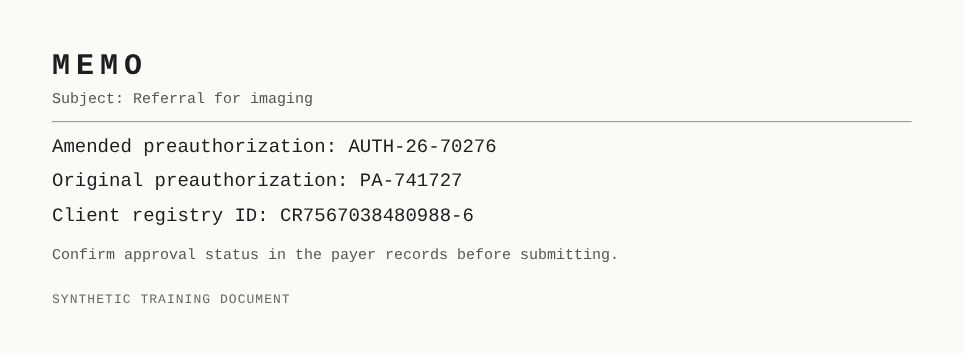 MEMO
Subject: Referral for imaging
Amended preauthorization: AUTH-26-70276
Original preauthorization: PA-741727
Client registry ID: CR7567038480988-6
Confirm approval status in the payer records before submitting.
SYNTHETIC TRAINING DOCUMENT